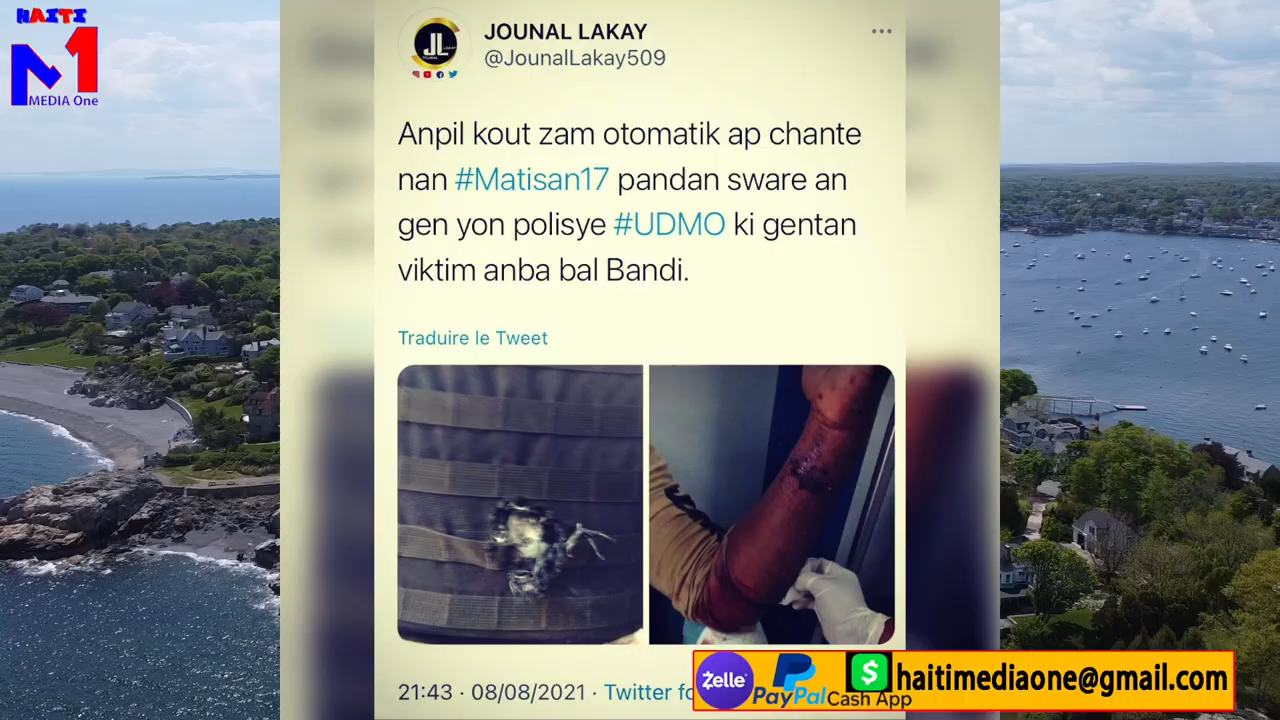 HAITI
M1
MEDIA One
JL
JOUNAL LAKAY
@JounalLakay509
Anpil kout zam otomatik ap chante
nan #Matisan17 pandan sware an
gen yon polisye #UDMO ki gentan
viktim anba bal Bandi.
Traduire le Tweet
21:43 · 08/08/2021 · Twitter fo
Zelle
PayPal
$
Cash App
haitimediaone@gmail.com